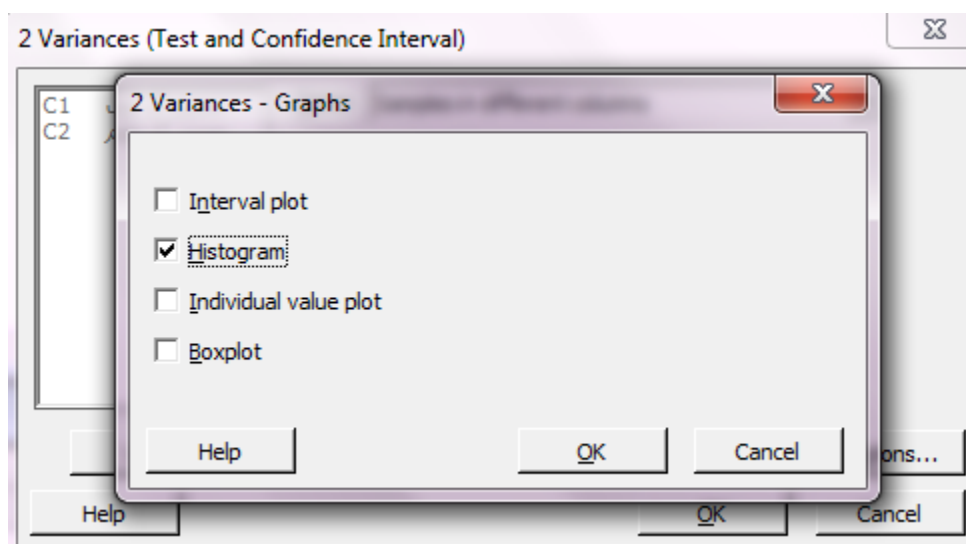 2 Variances (Test and Confidence Interval)
2 Variances - Graphs
C1
C2
Interval plot
Histogram
Individual value plot
Boxplot
Help
OK
Cancel
ons...
Help
OK
Cancel